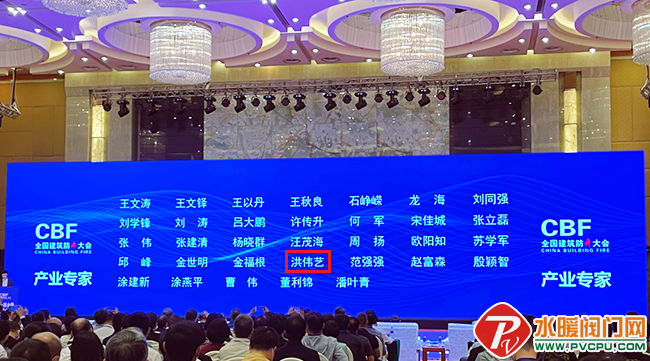 王文涛 王文铎 王以丹 王秋良 石峥嵘 龙海 刘同强
刘学锋 刘涛 吕大鹏 许传升 何军 宋佳城 张立磊
张伟 张建清 杨晓群 汪茂海 周扬 欧阳知 苏学军
邱峰 金世明 金福根 洪伟艺 范强强 赵富森 殷颖智
涂建新 涂燕平 曹伟 董利锦 潘叶青
CBF
全国建筑防火大会
CHINA BUILDING FIRE
产业专家
CBF
全国建筑防火大会
CHINA BUILDING FIRE
产业专家
水暖阀门网
WWW.PVCPU.COM